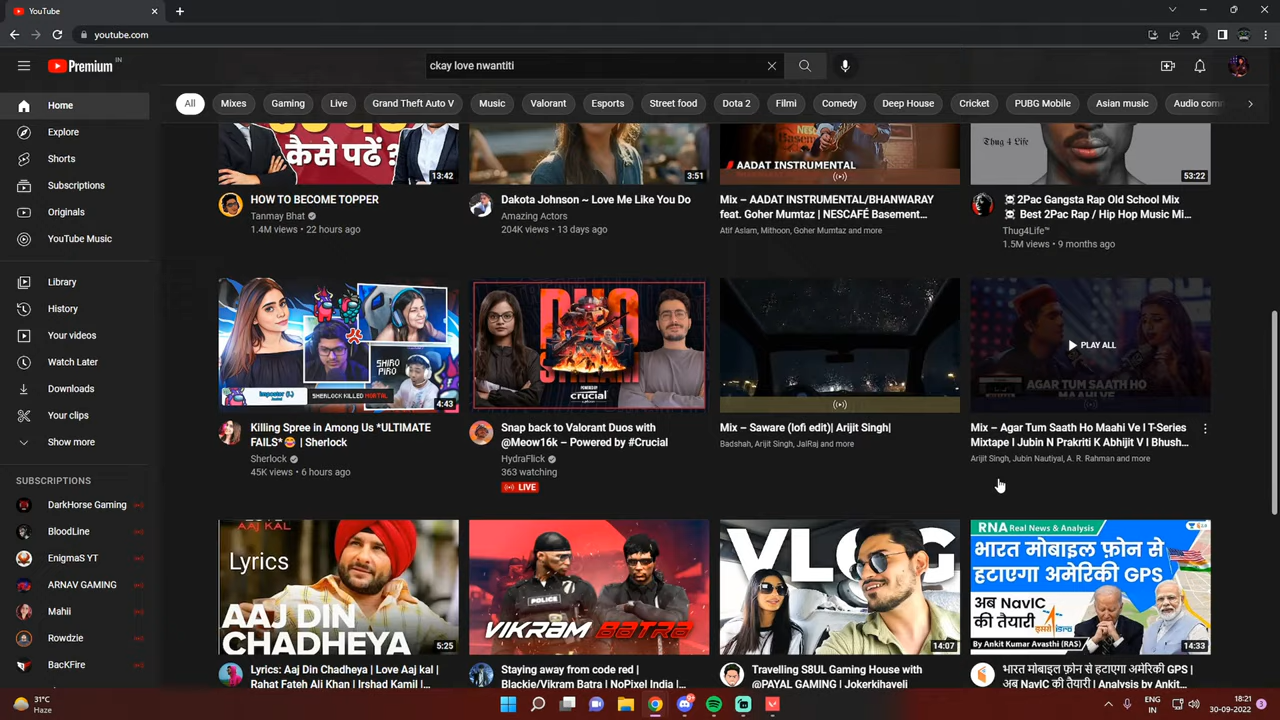 YouTube
youtube.com
Premium IN
ckay love nwantiti
All
Mixes
Gaming
Live
Grand Theft Auto V
Music
Valorant
Esports
Street food
Dota 2
Filmi
Comedy
Deep House
Cricket
PUBG Mobile
Asian music
Audio com
Home
Explore
Shorts
Subscriptions
Originals
YouTube Music
Library
History
Your videos
Watch Later
Downloads
Your clips
Show more
SUBSCRIPTIONS
DarkHorse Gaming
BloodLine
EnigmaS YT
ARNAV GAMING
Mahii
Rowdzie
BackFire
कैसे पढें ?
13:42
HOW TO BECOME TOPPER
Tanmay Bhat
1.4M views • 22 hours ago
3:51
Dakota Johnson ~ Love Me Like You Do
Amazing Actors
204K views • 13 days ago
AADAT INSTRUMENTAL
Mix – AADAT INSTRUMENTAL/BHANWARAY
feat. Goher Mumtaz | NESCAFÉ Basement...
Atif Aslam, Mithoon, Goher Mumtaz and more
Thug 4 Life
53:22
2Pac Gangsta Rap Old School Mix
Best 2Pac Rap / Hip Hop Music Mi...
Thug4Life™
1.5M views • 9 months ago
SHIRO
PIRO
Impostor
SHERLOCK KILLED MORTAL
4:43
Killing Spree in Among Us *ULTIMATE
FAILS*😂 | Sherlock
Sherlock
45K views • 6 hours ago
DUO
STREAM
POWERED BY
crucial
Snap back to Valorant Duos with
@Meow16k – Powered by #Crucial
HydraFlick
363 watching
LIVE
Mix – Saware (lofi edit)| Arijit Singh|
Badshah, Arijit Singh, JalRaj and more
PLAY ALL
AGAR TUM SAATH HO
MAAHI VE
Mix – Agar Tum Saath Ho Maahi Ve I T-Series
Mixtape I Jubin N Prakriti K Abhijit V I Bhush...
Arijit Singh, Jubin Nautiyal, A. R. Rahman and more
AAJ KAL
Lyrics
AAJ DIN
CHADHEYA
5:25
Lyrics: Aaj Din Chadheya | Love Aaj kal |
Rahat Fateh Ali Khan | Irshad Kamil |
POLICE
VIKRAM BATRA
Staying away from code red |
Blackie/Vikram Batra | NoPixel India |
VLOG
14:07
Travelling S8UL Gaming House with
@PAYAL GAMING | Jokerkihaveli
RNA Real News & Analysis
भारत मोबाइल फ़ोन से
हटाएगा अमेरिकी GPS
अब NavIC
की तैयारी
By Ankit Kumar Avasthi (RAS)
14:33
भारत मोबाइल फ़ोन से हटाएगा अमेरिकी GPS |
अब NavIC की तैयारी | Analysis by Ankit
31°C
Haze
ENG
IN
18:21
30-09-2022